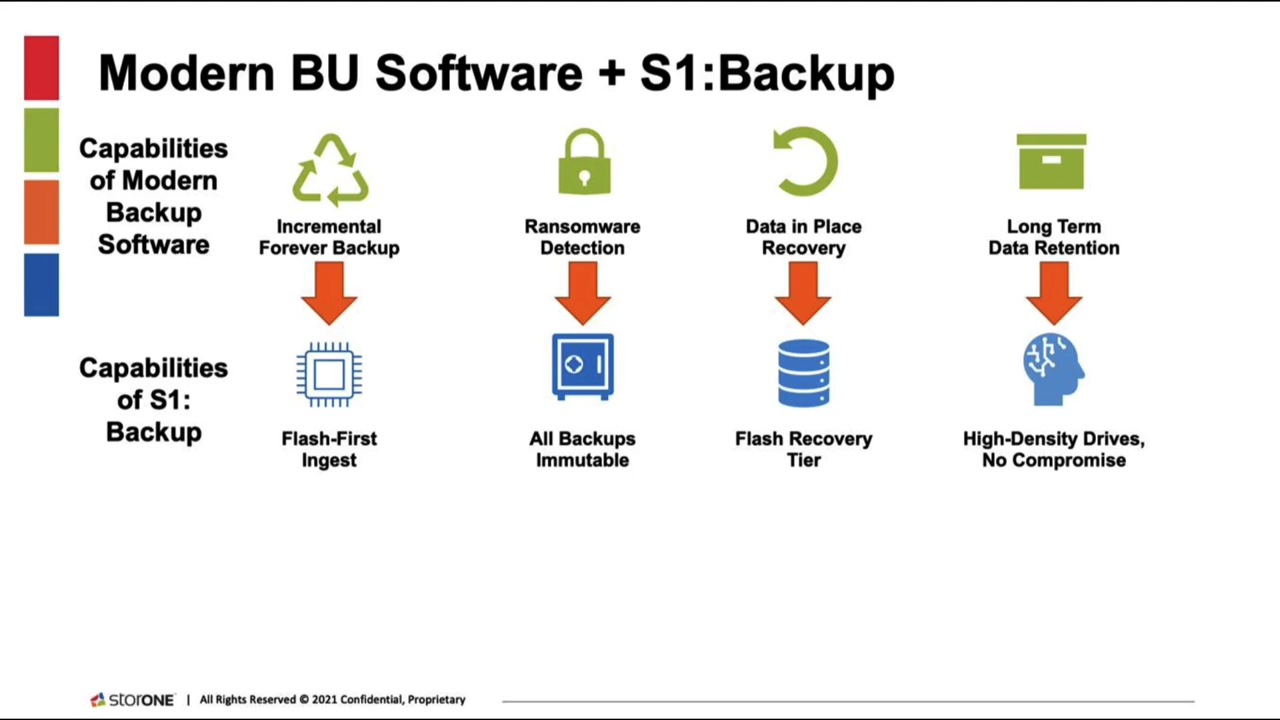 Modern BU Software + S1:Backup
Capabilities
of Modern
Backup
Software
Incremental
Forever Backup
Ransomware
Detection
Data in Place
Recovery
Long Term
Data Retention
Capabilities
of S1:
Backup
Flash-First
Ingest
All Backups
Immutable
Flash Recovery
Tier
High-Density Drives,
No Compromise
storONE | All Rights Reserved © 2021 Confidential, Proprietary